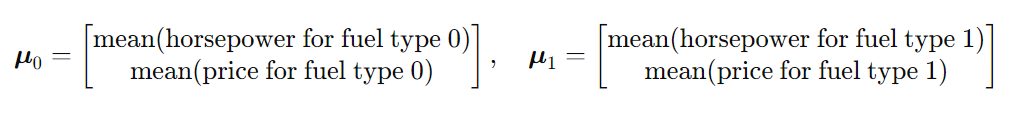 μ₀ = [mean(horsepower for fuel type 0)
mean(price for fuel type 0)] , μ₁ = [mean(horsepower for fuel type 1)
mean(price for fuel type 1)]